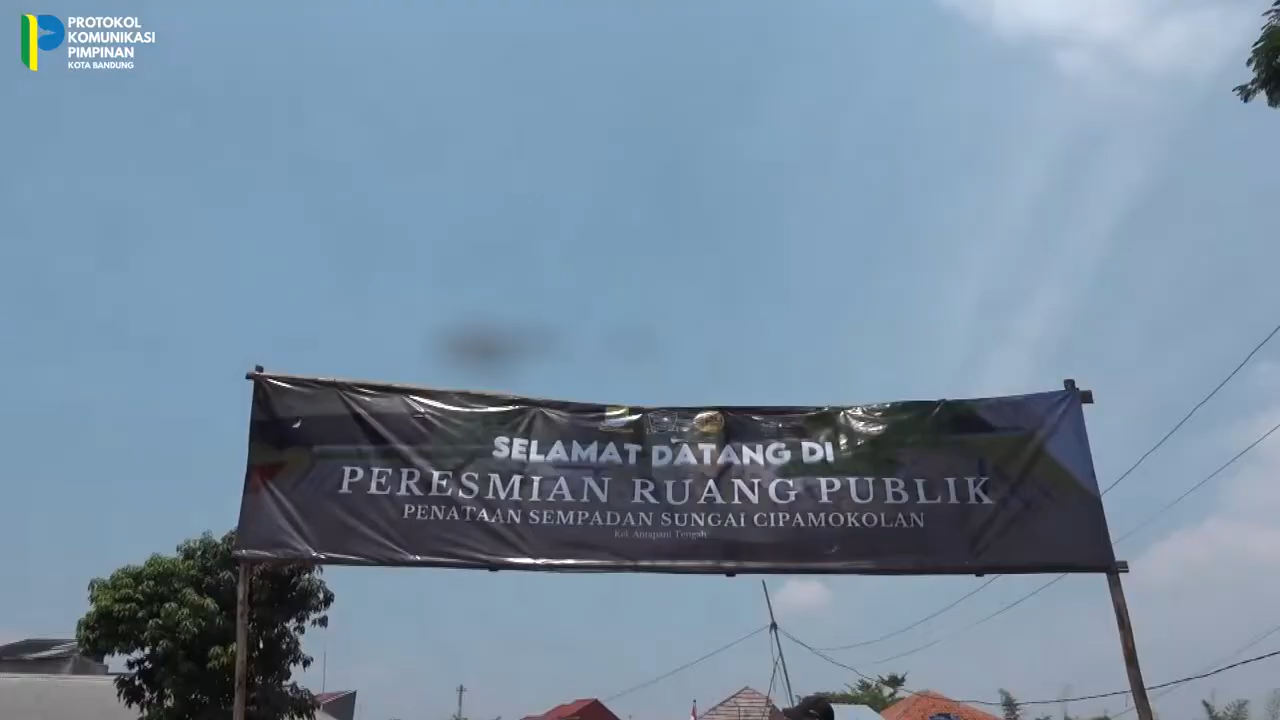 PROTOKOL
KOMUNIKASI
PIMPINAN
KOTA BANDUNG
SELAMAT DATANG DI
PERESMIAN RUANG PUBLIK
PENATAAN SEMPADAN SUNGAI CIPAMOKOLAN
Kel. Antapani Tengah